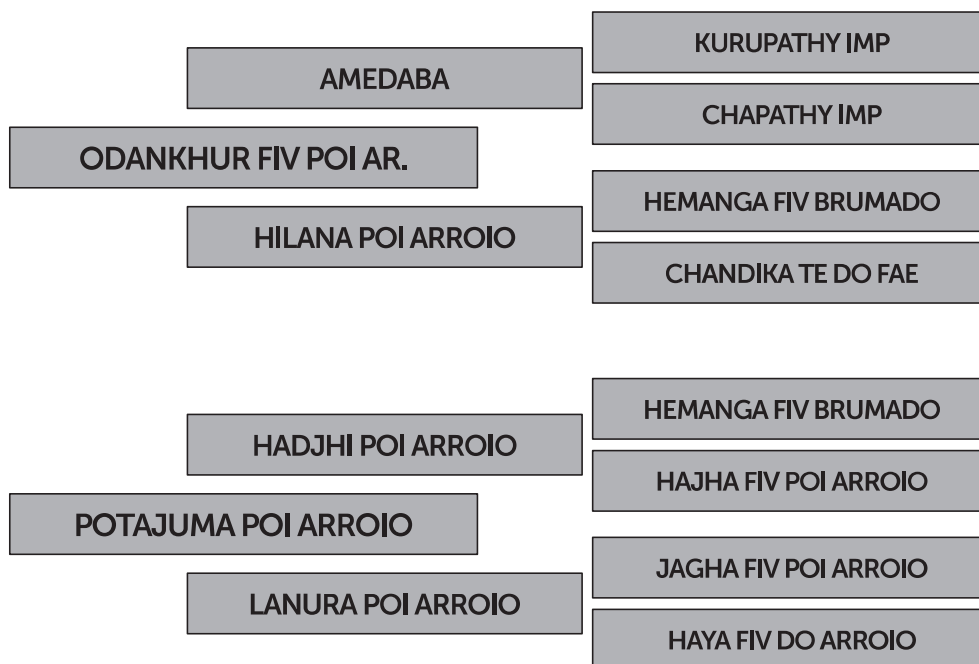 KURUPATHY IMP
AMEDABA
CHAPATHY IMP
ODANKHUR FIV POI AR.
HEMANGA FIV BRUMADO
HILANA POI ARROIO
CHANDIKA TE DO FAE
HEMANGA FIV BRUMADO
HADJHI POI ARROIO
HAJHA FIV POI ARROIO
POTAJUMA POI ARROIO
JAGHA FIV POI ARROIO
LANURA POI ARROIO
HAYA FIV DO ARROIO